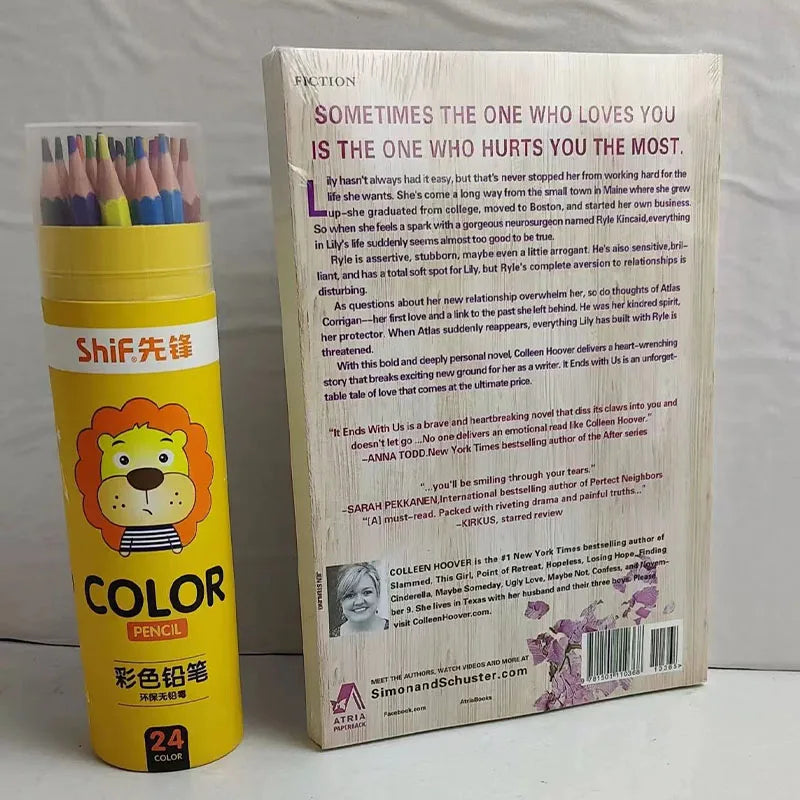 Shif®先锋
COLOR
PENCIL
彩色铅笔
环保无铅毒
24
COLOR
FICTION
SOMETIMES THE ONE WHO LOVES YOU
IS THE ONE WHO HURTS YOU THE MOST.
Lily hasn't always had it easy, but that's never stopped her from working hard for the
life she wants. She's come a long way from the small town in Maine where she grew
up-she graduated from college, moved to Boston, and started her own business.
So when she feels a spark with a gorgeous neurosurgeon named Ryle Kincaid,everything
in Lily's life suddenly seems almost too good to be true.
Ryle is assertive, stubborn, maybe even a little arrogant. He's also sensitive,bril-
liant, and has a total soft spot for Lily, but Ryle's complete aversion to relationships is
disturbing.
As questions about her new relationship overwhelm her, so do thoughts of Atlas
Corrigan—her first love and a link to the past she left behind. He was her kindred spirit,
her protector. When Atlas suddenly reappears, everything Lily has built with Ryle is
threatened.
With this bold and deeply personal novel, Colleen Hoover delivers a heart-wrenching
story that breaks exciting new ground for her as a writer. It Ends with Us is an unforget-
table tale of love that comes at the ultimate price.
"It Ends With Us is a brave and heartbreaking novel that diss its claws into you and
doesn't let go ...No one delivers an emotional read like Colleen Hoover."
-ANNA TODD.New York Times bestselling author of the After series
"...you'll be smiling through your tears."
-SARAH PEKKANEN,International bestselling author of Pertect Neighbors
"[A] must-read. Packed with riveting drama and painful truths..."
-KIRKUS, starred review
COLLEEN HOOVER is the #1 New York Times bestselling author of
Slammed, This Girl, Point of Retreat, Hopeless, Losing Hope, Finding
Cinderella, Maybe Someday, Ugly Love, Maybe Not, Confess, and Novem-
ber 9. She lives in Texas with her husband and their three boys. Please
visit ColleenHoover.com.
MEET THE AUTHORS, WATCH VIDEOS AND MORE AT
SimonandSchuster.com
ATRIA
PAPERBACK
Facebook.com
AtriaBooks
9 781501 110368